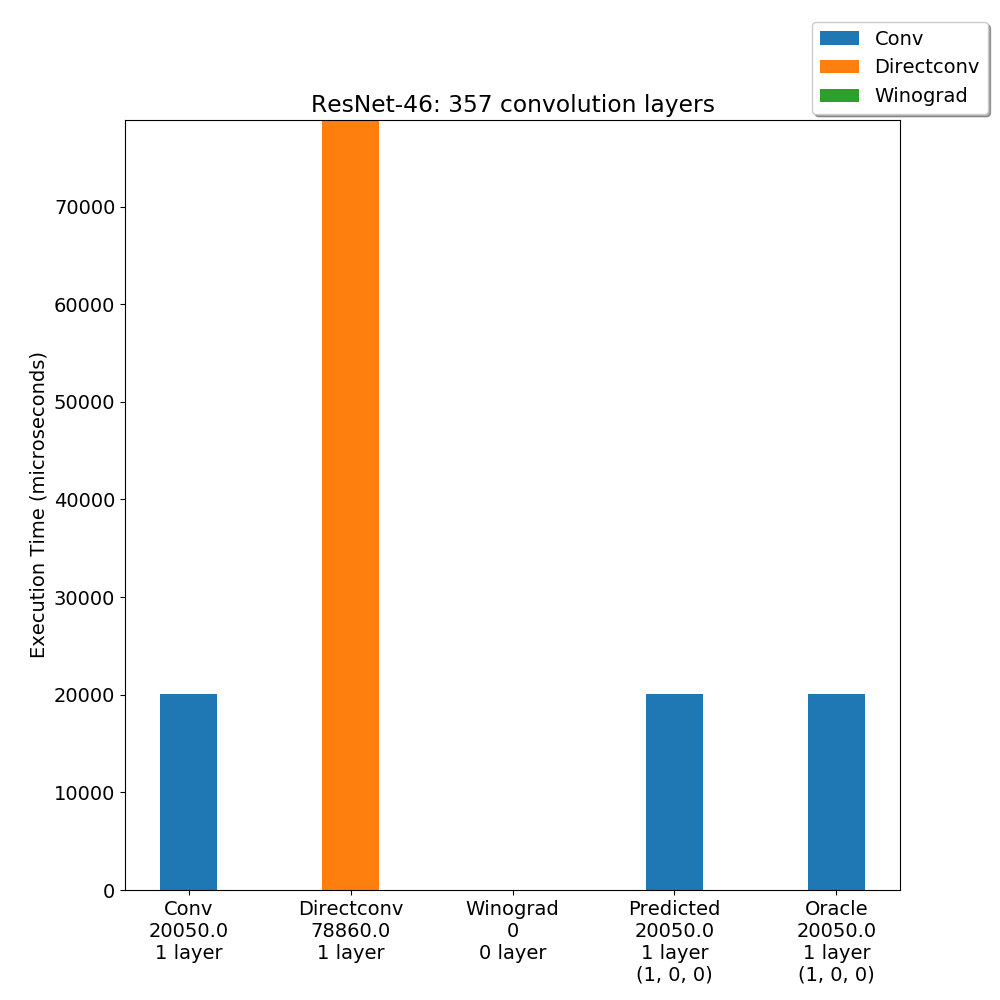 Conv
Directconv
Winograd
ResNet-46: 357 convolution layers
Execution Time (microseconds)
70000
60000
50000
40000
30000
20000
10000
0
Conv
20050.0
1 layer
Directconv
78860.0
1 layer
Winograd
0
0 layer
Predicted
20050.0
1 layer
(1, 0, 0)
Oracle
20050.0
1 layer
(1, 0, 0)